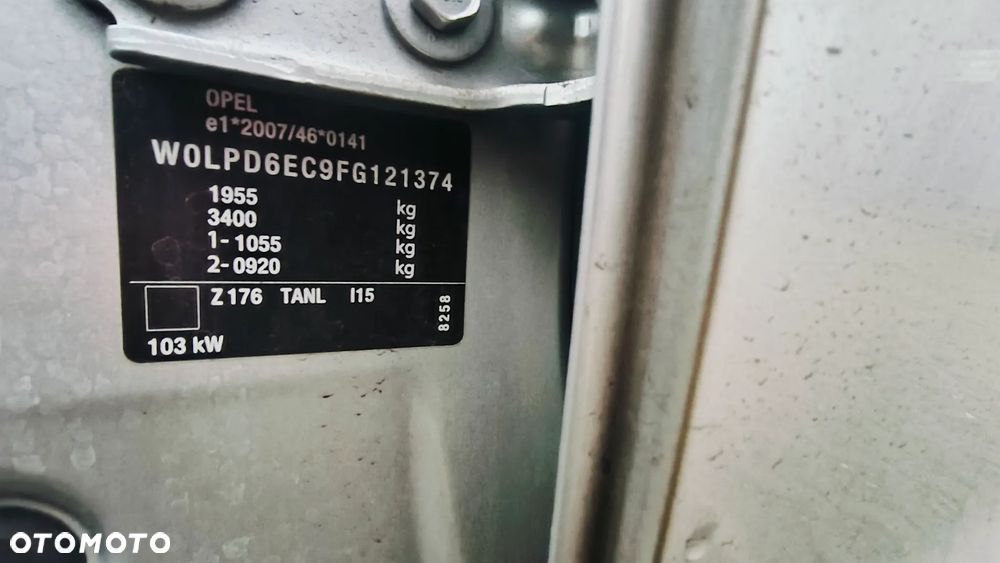 OPEL
e1*2007/46*0141
W0LPD6EC9FG121374
1955 kg
3400 kg
1- 1055 kg
2- 0920 kg
Z176 TANL I15
8258
103 kW
OTOMOTO